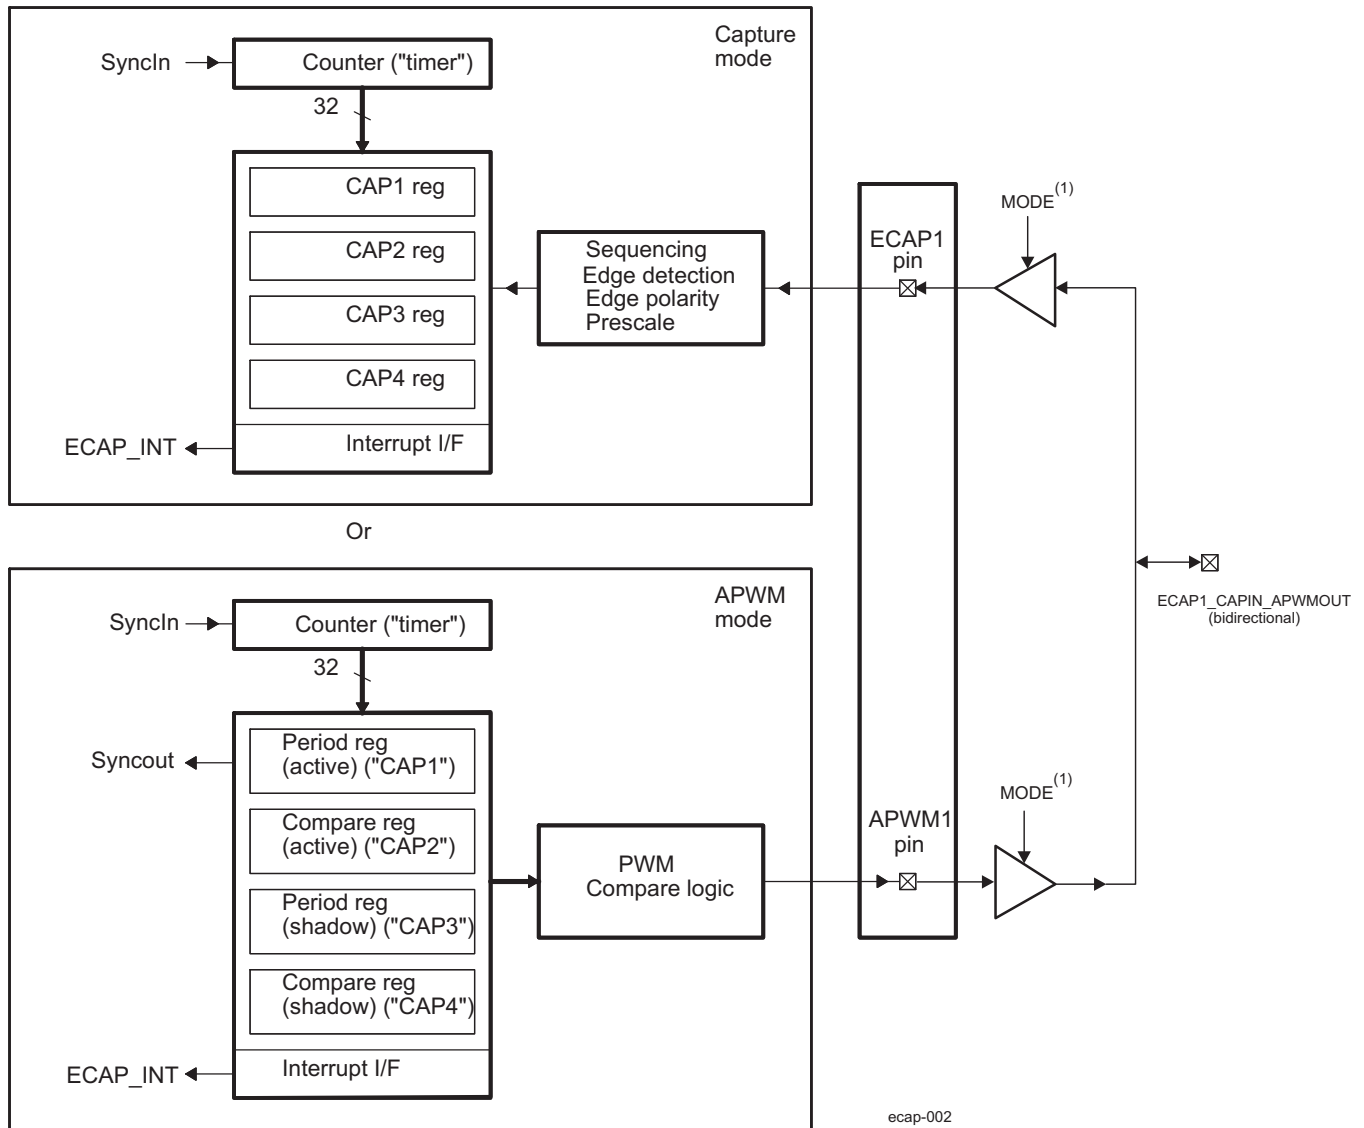 Capture
mode
SyncIn
Counter ("timer")
32
CAP1 reg
CAP2 reg
CAP3 reg
CAP4 reg
Interrupt I/F
ECAP_INT
Sequencing
Edge detection
Edge polarity
Prescale
ECAP1
pin
MODE(1)
Or
ECAP1_CAPIN_APWMOUT
(bidirectional)
APWM
mode
SyncIn
Counter ("timer")
32
Syncout
Period reg
(active) ("CAP1")
Compare reg
(active) ("CAP2")
Period reg
(shadow) ("CAP3")
Compare reg
(shadow) ("CAP4")
Interrupt I/F
ECAP_INT
PWM
Compare logic
APWM1
pin
MODE(1)
ecap-002